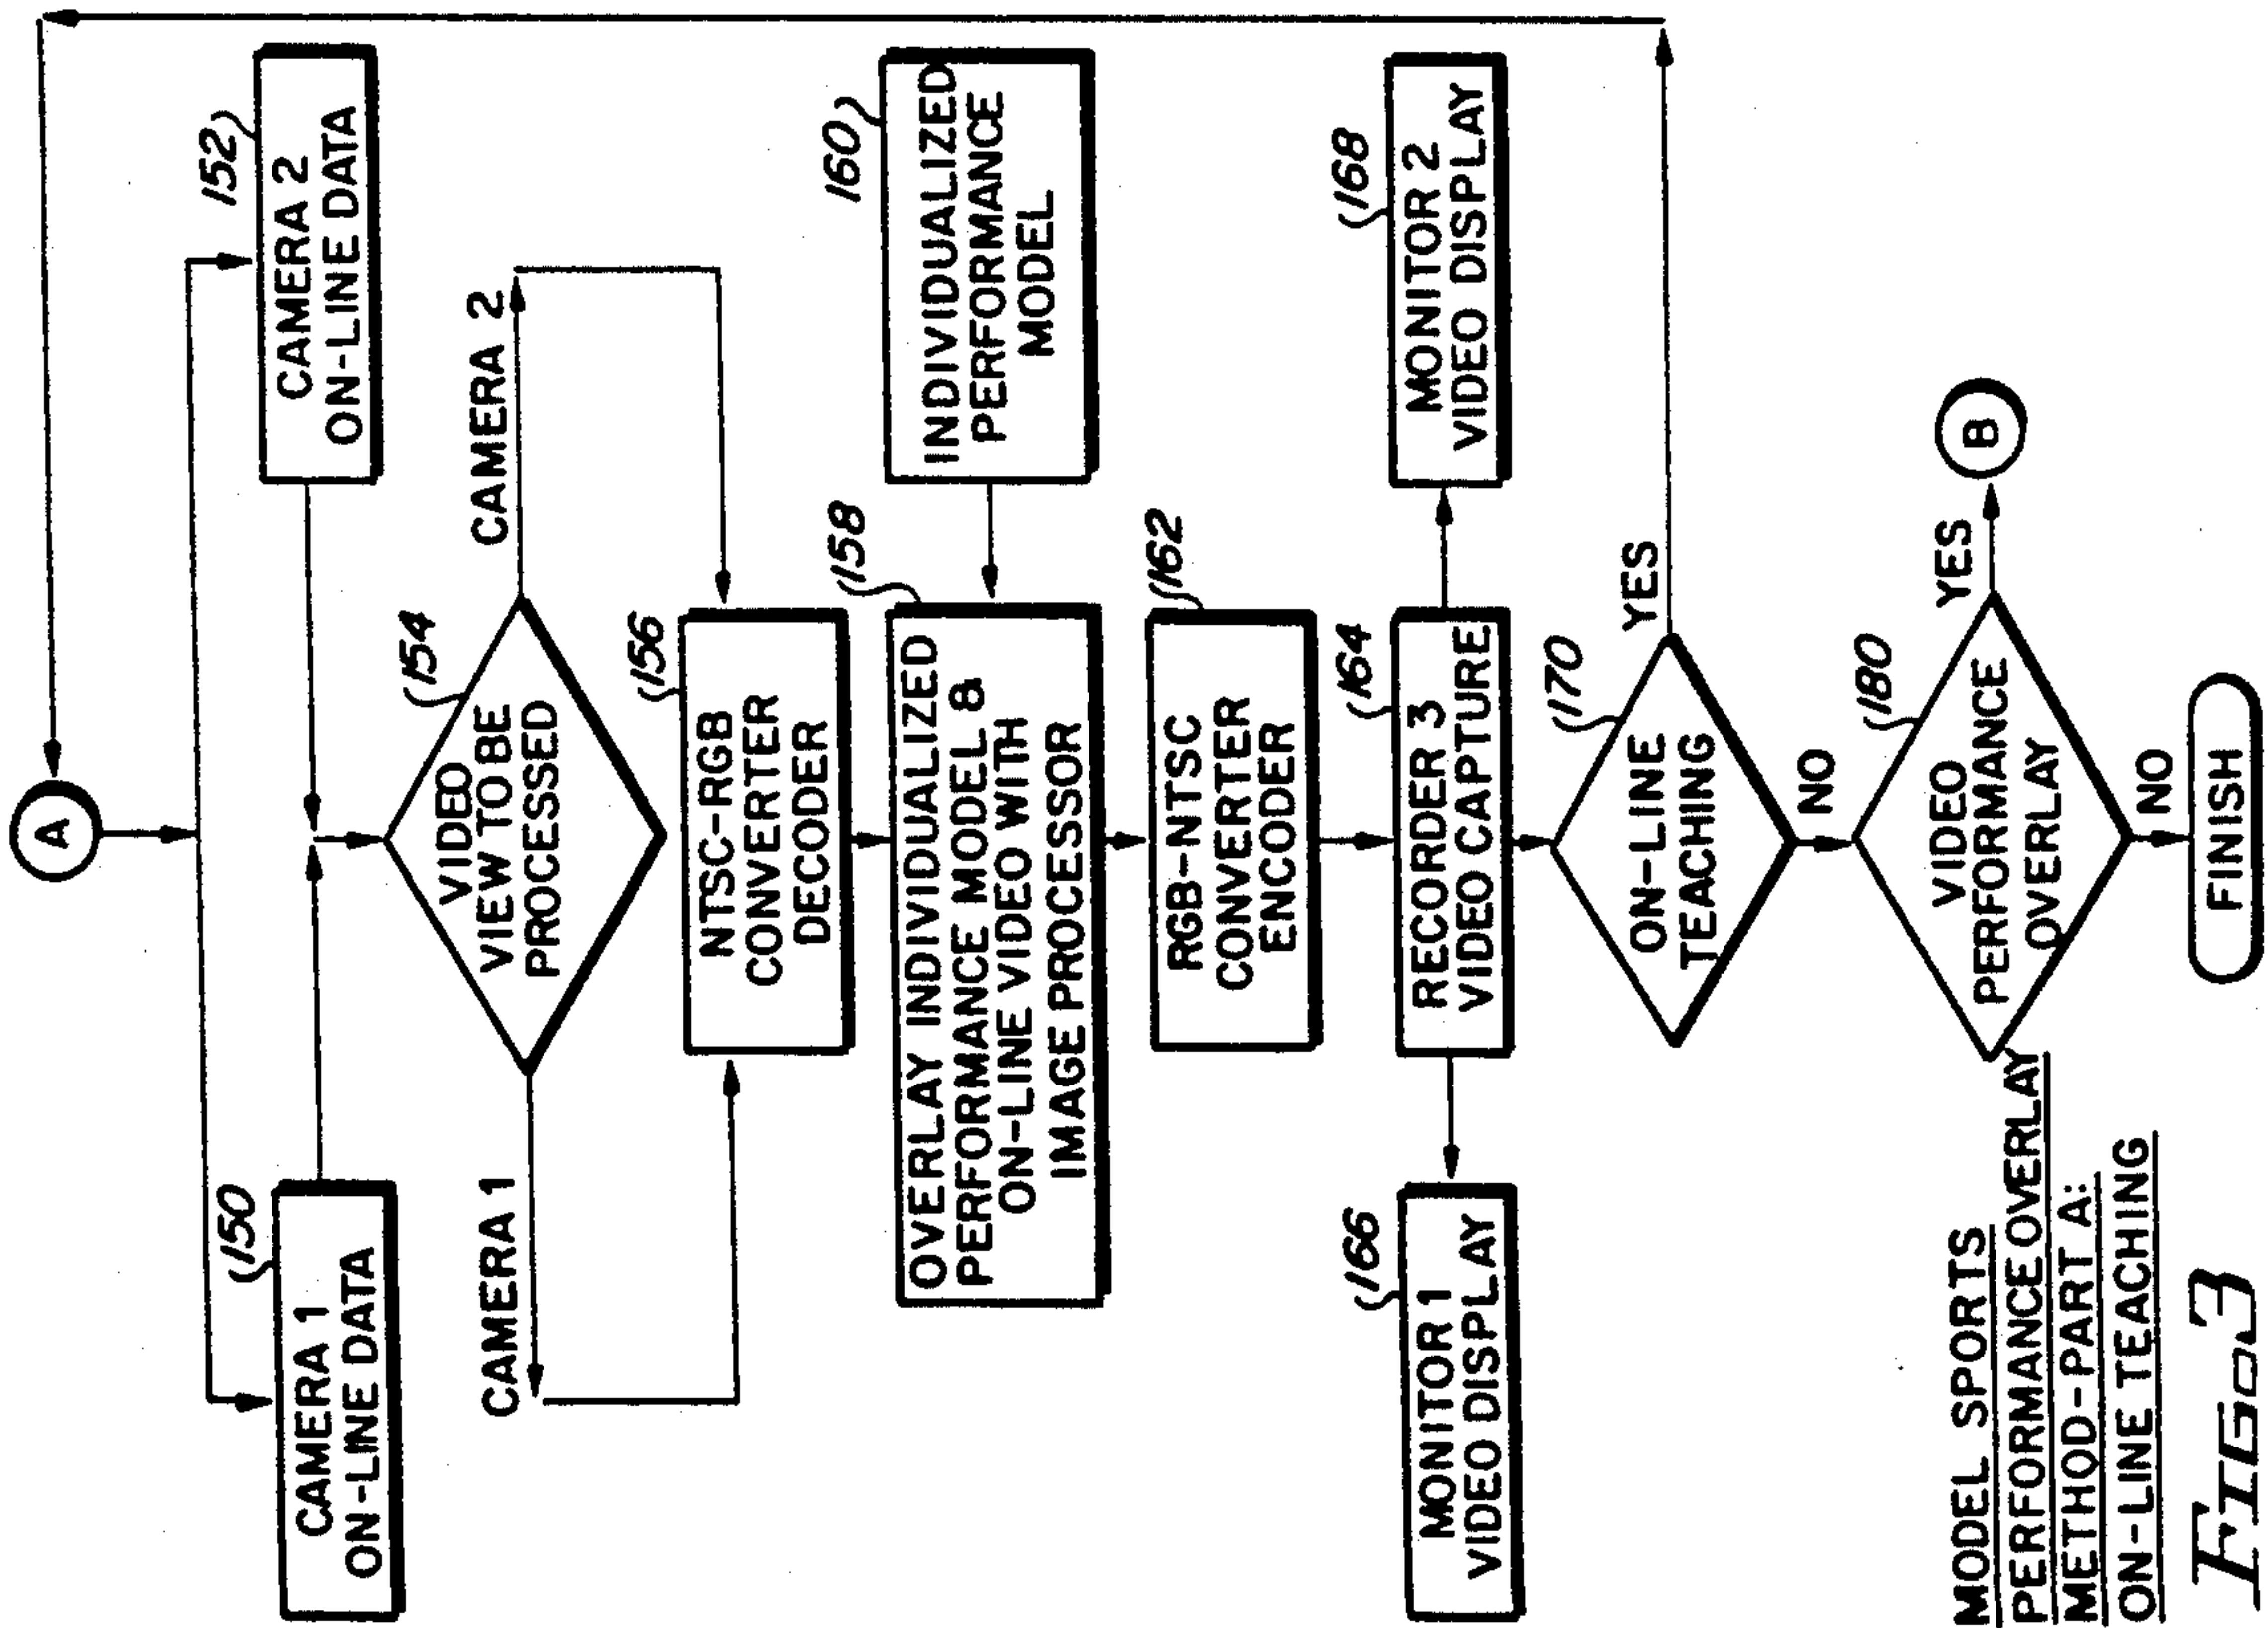 A
150
CAMERA 1
ON-LINE DATA
152
CAMERA 2
ON-LINE DATA
154
VIDEO
VIEW TO BE
PROCESSED
CAMERA 1
CAMERA 2
156
NTSC-RGB
CONVERTER
DECODER
158
OVERLAY INDIVIDUALIZED
PERFORMANCE MODEL &
ON-LINE VIDEO WITH
IMAGE PROCESSOR
160
INDIVIDUALIZED
PERFORMANCE
MODEL
162
RGB-NTSC
CONVERTER
ENCODER
164
RECORDER 3
VIDEO CAPTURE
166
MONITOR 1
VIDEO DISPLAY
168
MONITOR 2
VIDEO DISPLAY
170
ON-LINE
TEACHING
YES
NO
180
VIDEO
PERFORMANCE
OVERLAY
YES
B
NO
FINISH
MODEL SPORTS
PERFORMANCE OVERLAY
METHOD-PART A:
ON-LINE TEACHING
FIG. 3